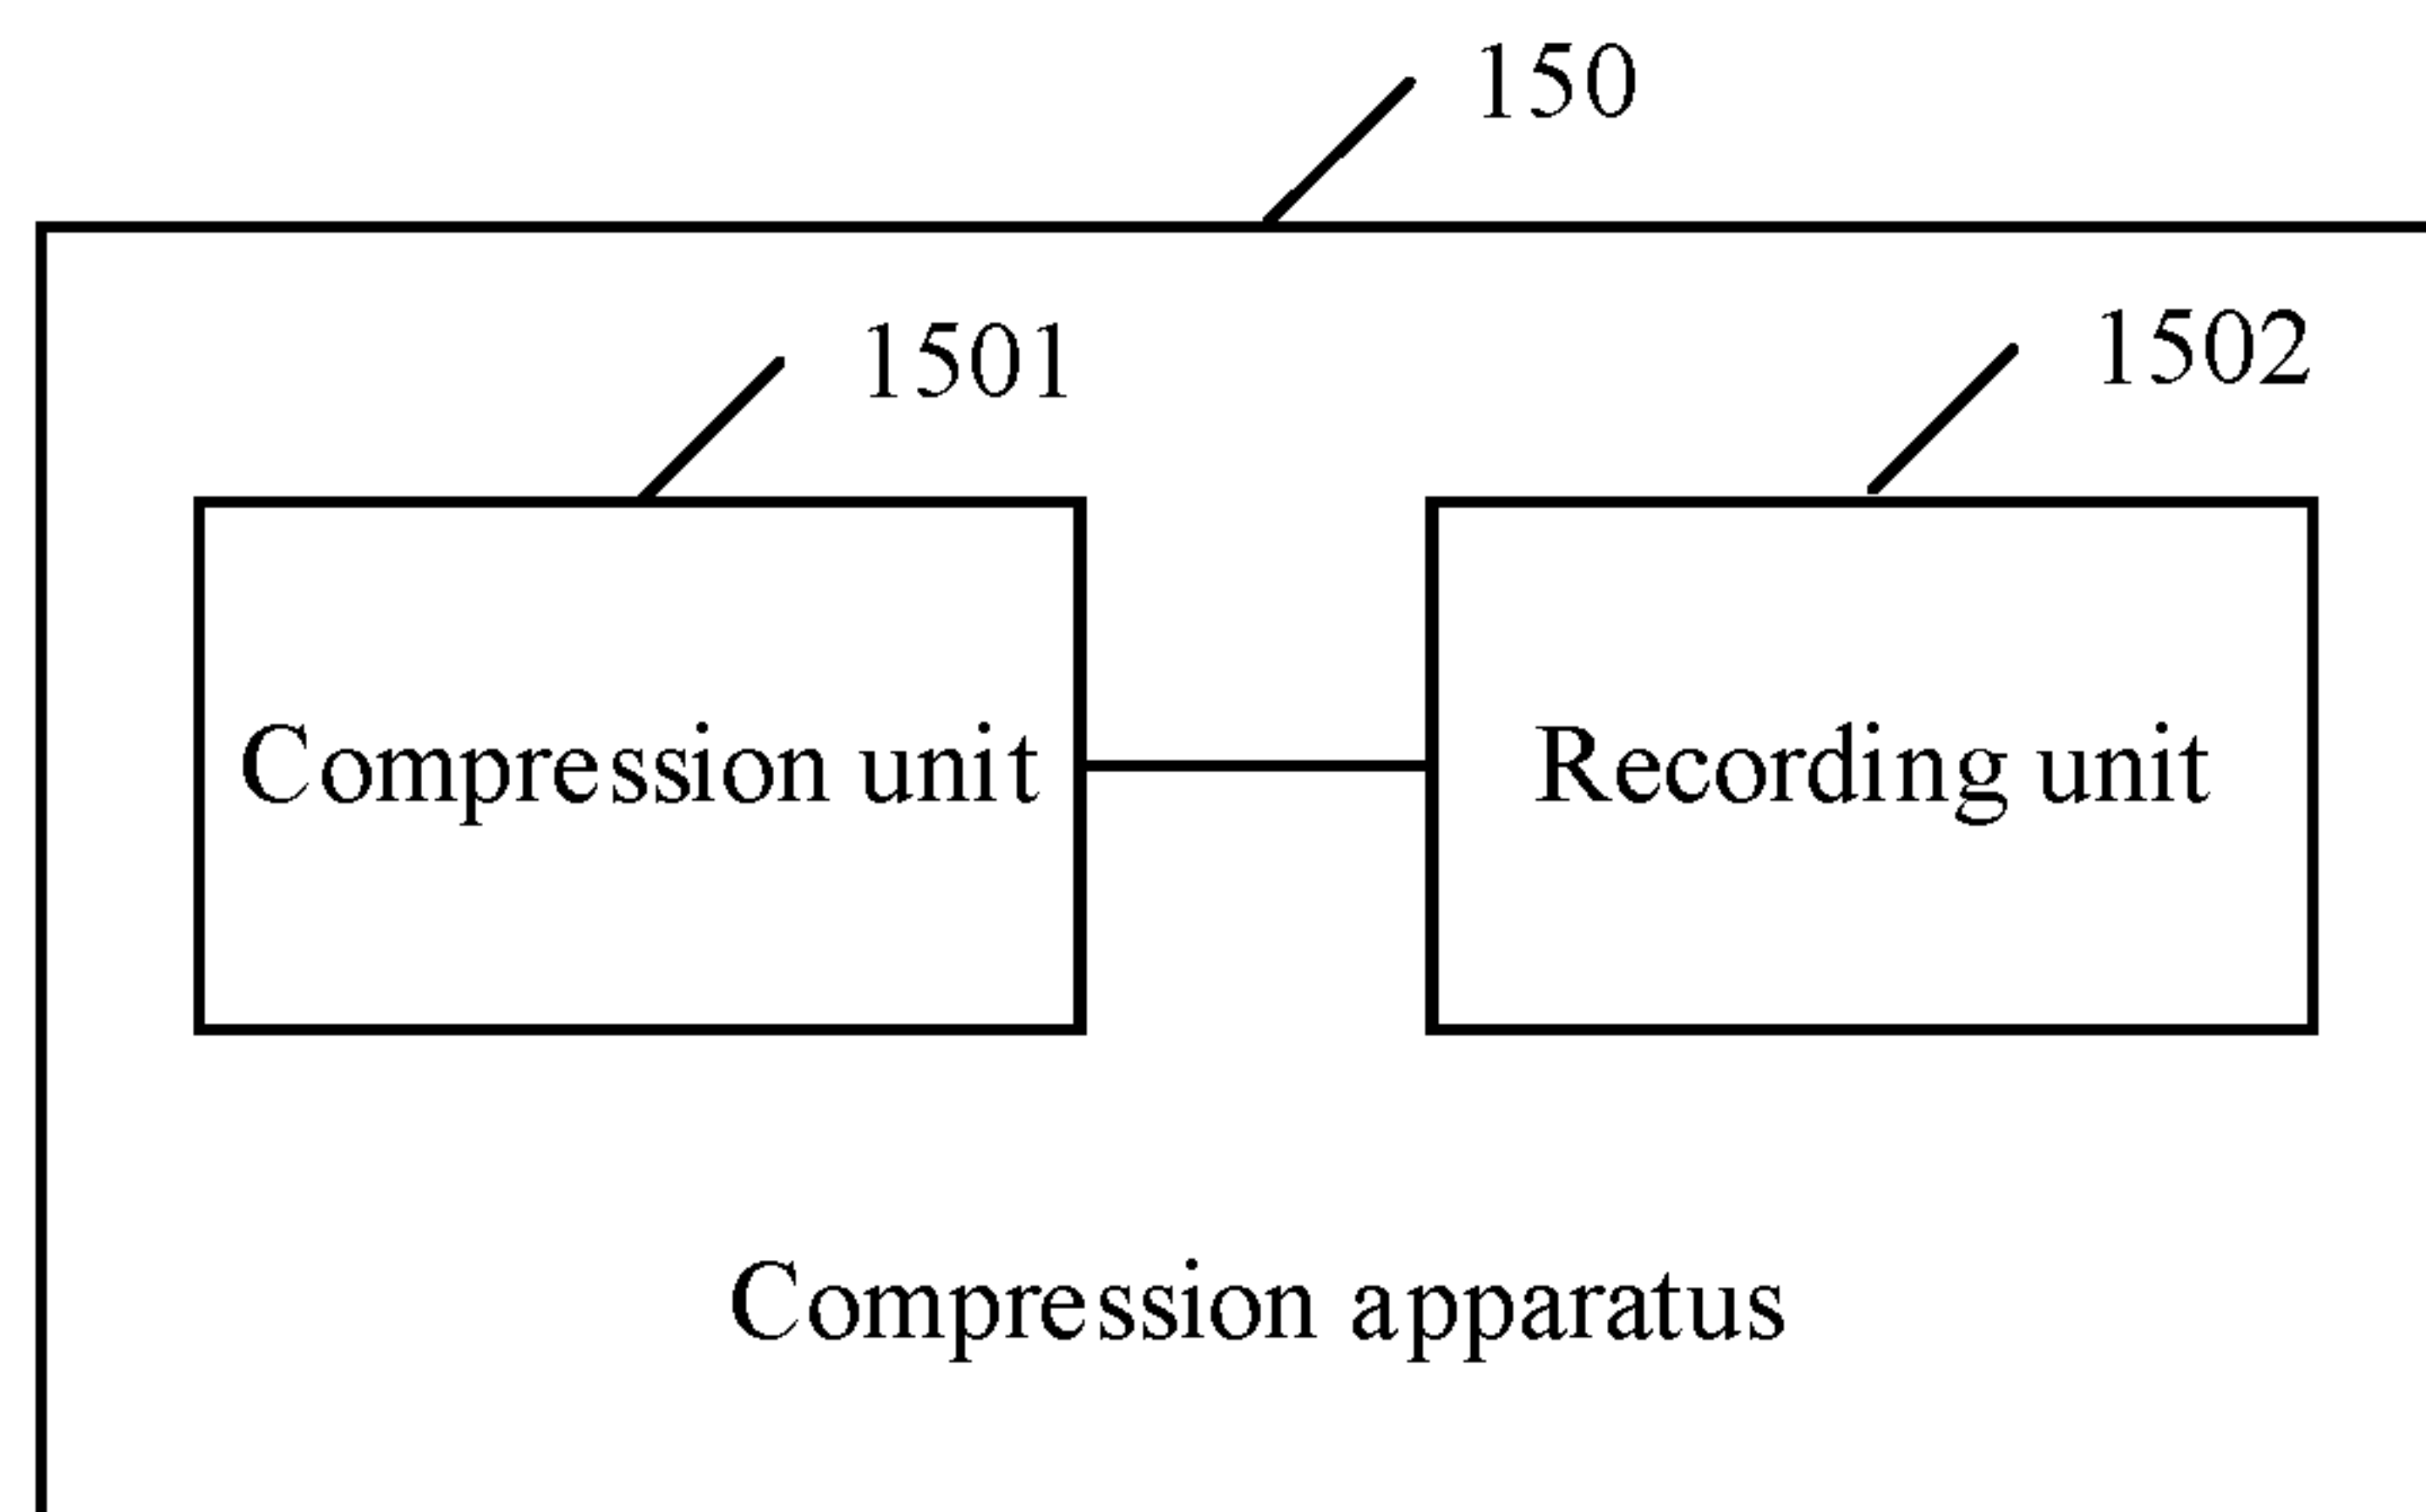 150
1501
1502
Compression unit
Recording unit
Compression apparatus